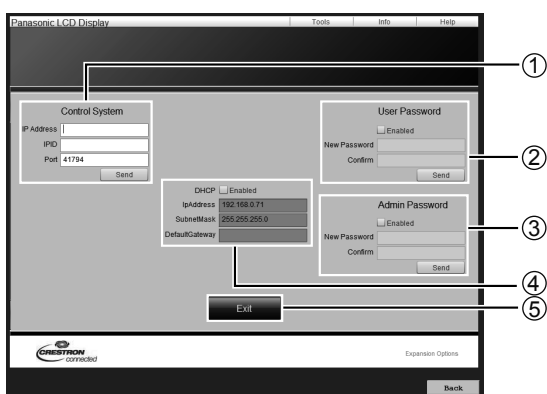 Panasonic LCD Display Tools Info Help
①
Control System
IP Address
IPID
Port 41794
Send
User Password
Enabled
New Password
Confirm
Send
②
DHCP Enabled
IpAddress 192.168.0.71
SubnetMask 255.255.255.0
DefaultGateway
Admin Password
Enabled
New Password
Confirm
Send
③
④
Exit
⑤
CRESTRON
connected
Expansion Options
Back